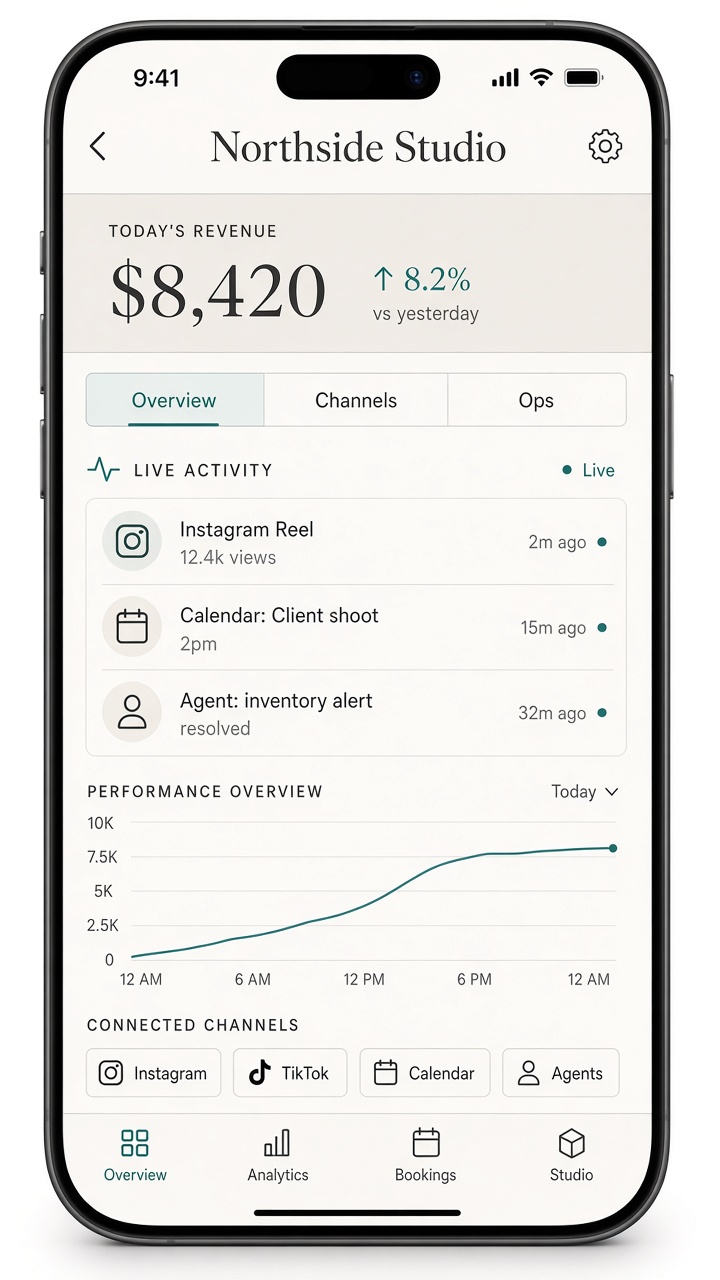 9:41
Northside Studio
TODAY'S REVENUE
$8,420
↑ 8.2%
vs yesterday
Overview
Channels
Ops
LIVE ACTIVITY
Live
Instagram Reel
12.4k views
2m ago
Calendar: Client shoot
2pm
15m ago
Agent: inventory alert
resolved
32m ago
PERFORMANCE OVERVIEW
Today
10K
7.5K
5K
2.5K
0
12 AM
6 AM
12 PM
6 PM
12 AM
CONNECTED CHANNELS
Instagram
TikTok
Calendar
Agents
Overview
Analytics
Bookings
Studio